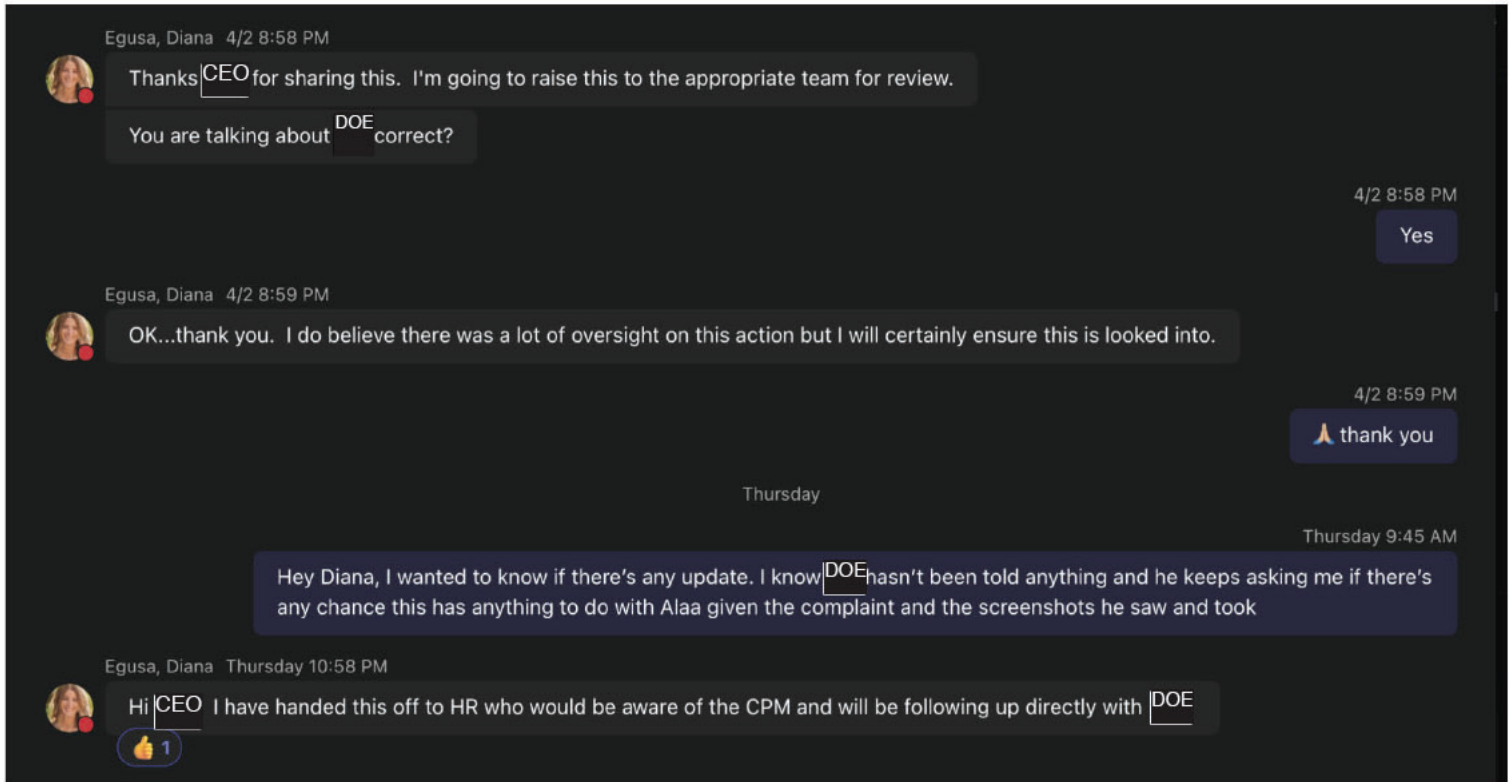 Egusa, Diana 4/2 8:58 PM
Thanks CEO for sharing this. I'm going to raise this to the appropriate team for review.
You are talking about DOE correct?
4/2 8:58 PM
Yes
Egusa, Diana 4/2 8:59 PM
OK...thank you. I do believe there was a lot of oversight on this action but I will certainly ensure this is looked into.
4/2 8:59 PM
🙏🏼 thank you
Thursday
Thursday 9:45 AM
Hey Diana, I wanted to know if there's any update. I know DOE hasn't been told anything and he keeps asking me if there's
any chance this has anything to do with Alaa given the complaint and the screenshots he saw and took
Egusa, Diana Thursday 10:58 PM
Hi CEO I have handed this off to HR who would be aware of the CPM and will be following up directly with DOE
👍 1